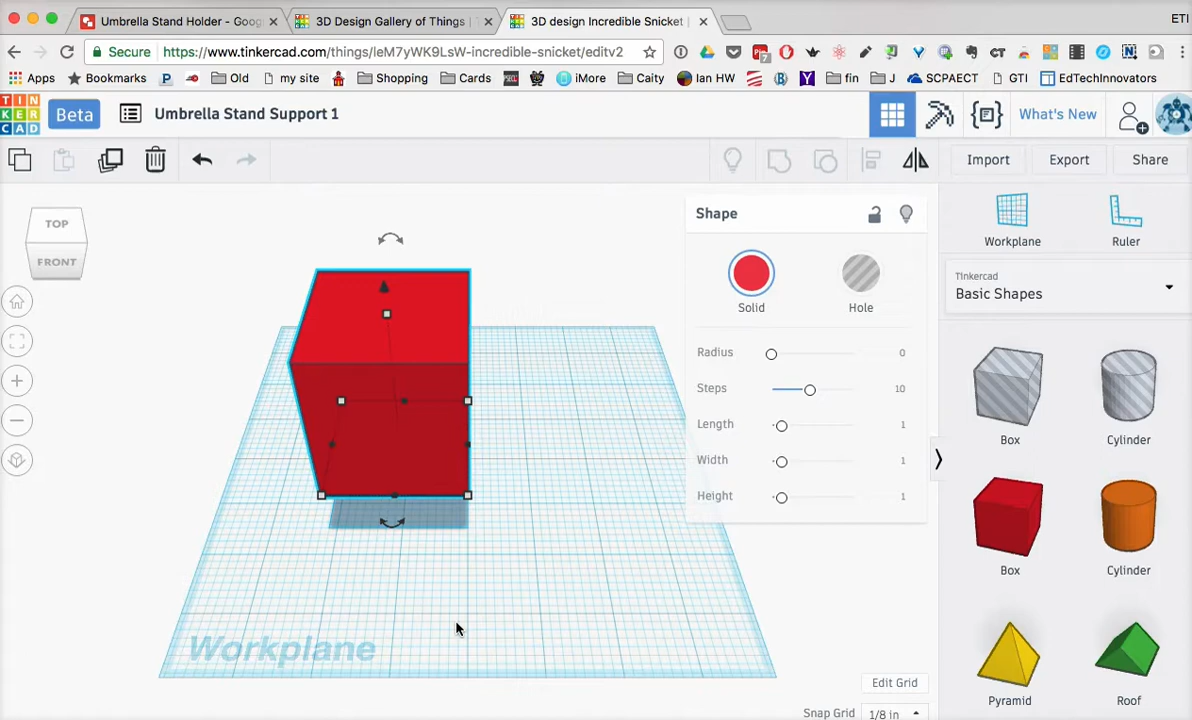 Umbrella Stand Holder - Goog
3D Design Gallery of Things |
3D design Incredible Snicket |
ETI
Secure
https://www.tinkercad.com/things/leM7yWK9LsW-incredible-snicket/editv2
7
CT
Apps
Bookmarks
P
Old
my site
Shopping
Cards
iMore
Caity
Ian HW
Y
fin
J
SCPAECT
GTI
EdTechInnovators
TIN
KER
CAD
Beta
Umbrella Stand Support 1
What's New
Import
Export
Share
TOP
FRONT
Shape
Solid
Hole
Radius
0
Steps
10
Length
1
Width
1
Height
1
Workplane
Ruler
Tinkercad
Basic Shapes
Box
Cylinder
Box
Cylinder
Pyramid
Roof
Workplane
Edit Grid
Snap Grid
1/8 in